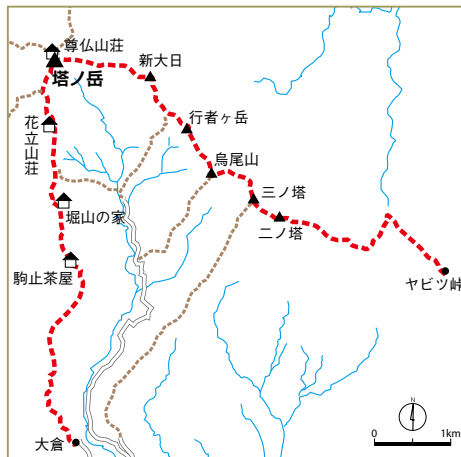 尊仏山荘
塔ノ岳
新大日
花立山荘
行者ヶ岳
烏尾山
三ノ塔
二ノ塔
堀山の家
駒止茶屋
ヤビツ峠
大倉
N
0 1km